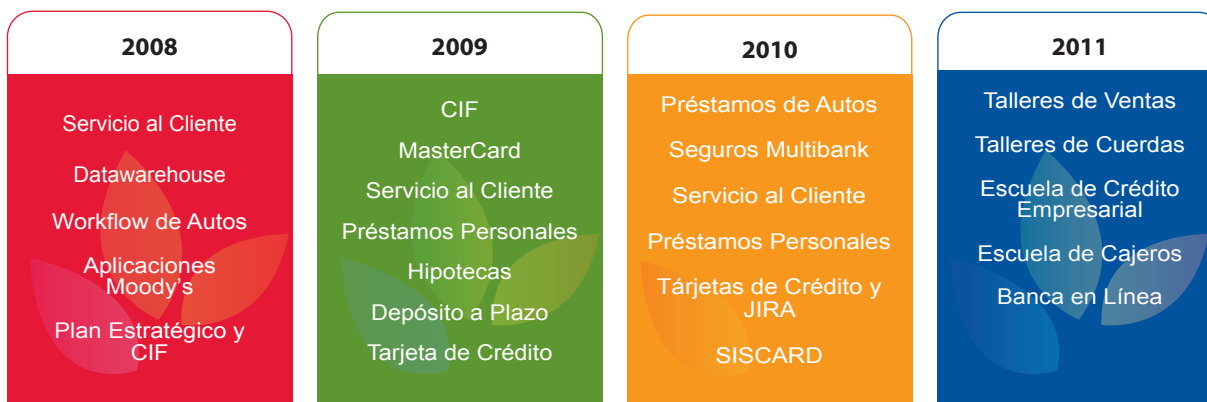 2008
Servicio al Cliente
Datawarehouse
Workflow de Autos
Aplicaciones
Moody's
Plan Estratégico y
CIF
2009
CIF
MasterCard
Servicio al Cliente
Préstamos Personales
Hipotecas
Depósito a Plazo
Tarjeta de Crédito
2010
Préstamos de Autos
Seguros Multibank
Servicio al Cliente
Préstamos Personales
Tárjetas de Crédito y
JIRA
SISCARD
2011
Talleres de Ventas
Talleres de Cuerdas
Escuela de Crédito
Empresarial
Escuela de Cajeros
Banca en Línea